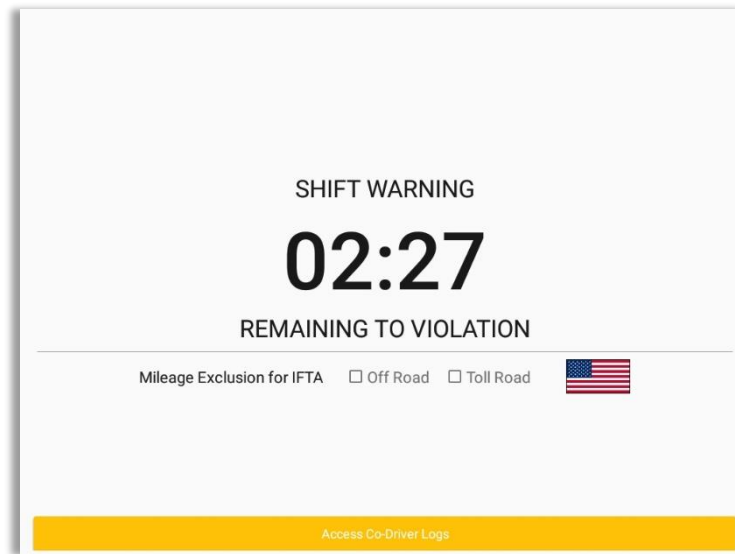 SHIFT WARNING
02:27
REMAINING TO VIOLATION
Mileage Exclusion for IFTA Off Road Toll Road
Access Co-Driver Logs